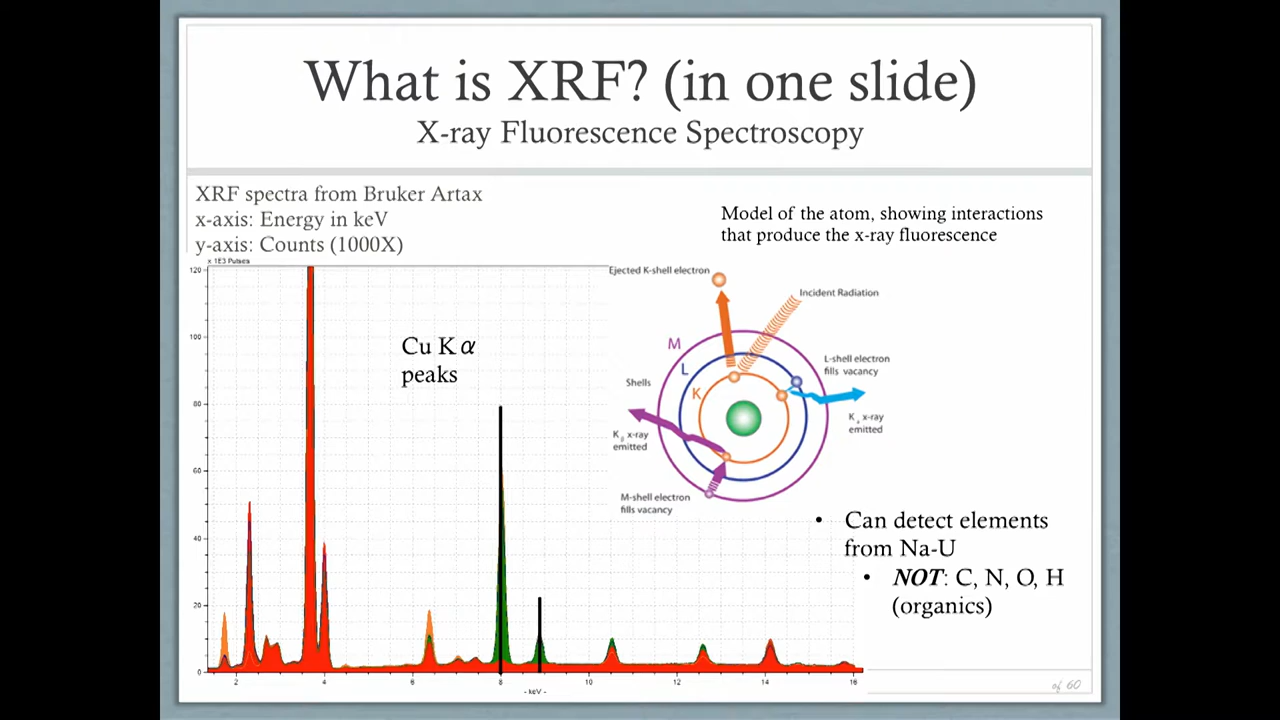 What is XRF? (in one slide)
X-ray Fluorescence Spectroscopy
XRF spectra from Bruker Artax
x-axis: Energy in keV
y-axis: Counts (1000X)
Model of the atom, showing interactions
that produce the x-ray fluorescence
x 1E3 Pulses
120
100
80
60
40
20
0
2
4
6
8
10
12
14
16
- keV -
Cu K α
peaks
Ejected K-shell electron
Incident Radiation
M
L
K
Shells
L-shell electron
fills vacancy
K α x-ray
emitted
K β x-ray
emitted
M-shell electron
fills vacancy
• Can detect elements
from Na-U
• NOT: C, N, O, H
(organics)
of 60